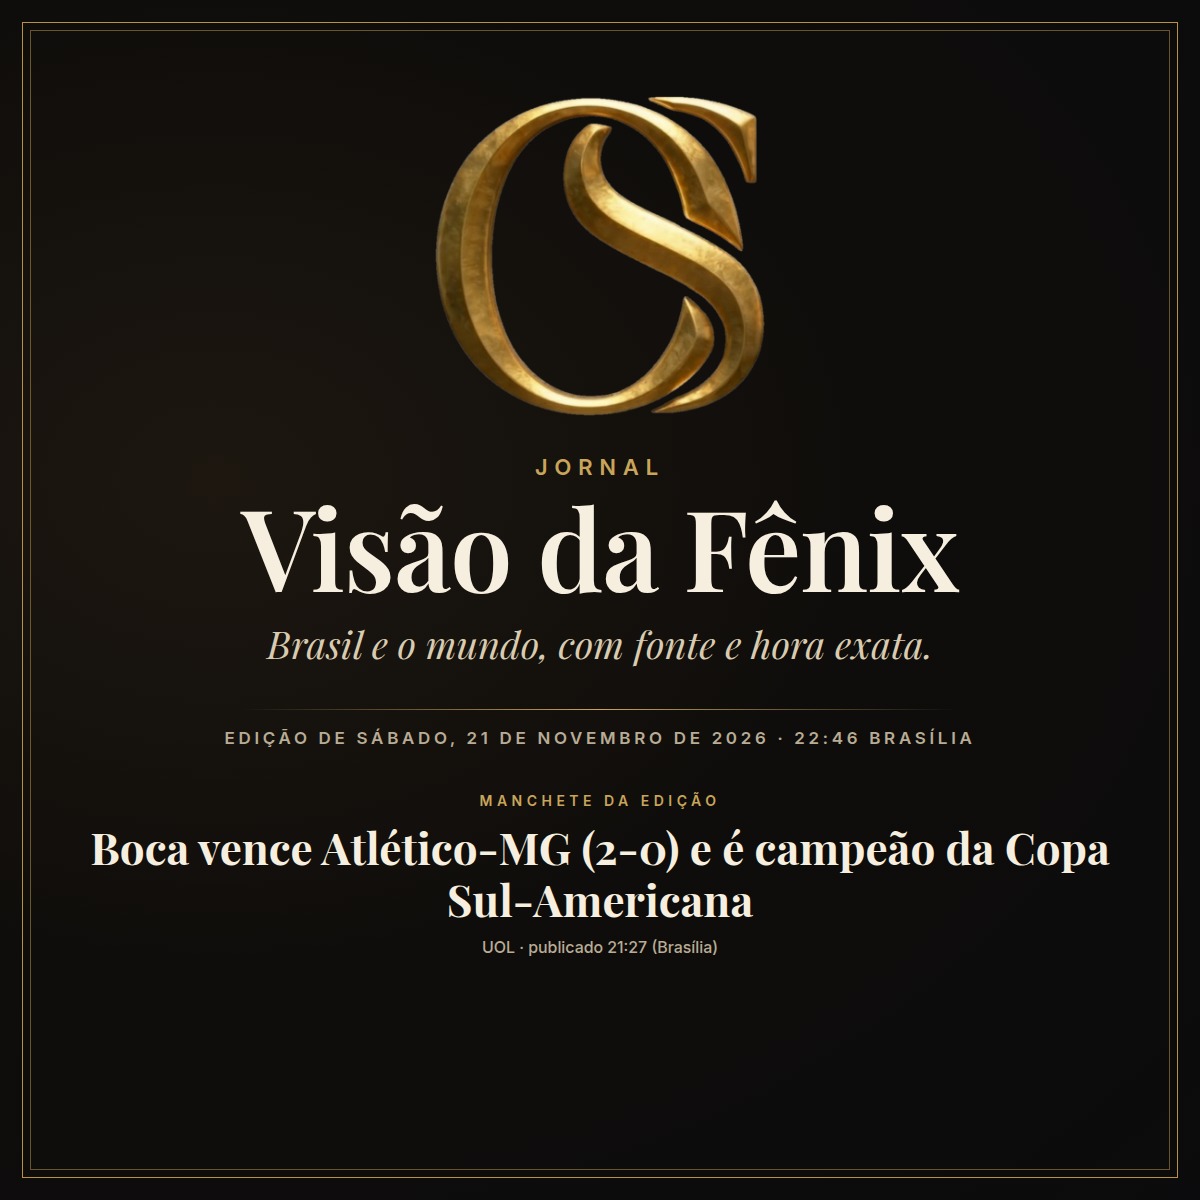 CS
JORNAL
Visão da Fênix
Brasil e o mundo, com fonte e hora exata.
EDIÇÃO DE SÁBADO, 21 DE NOVEMBRO DE 2026 · 22:46 BRASÍLIA
MANCHETE DA EDIÇÃO
Boca vence Atlético-MG (2-0) e é campeão da Copa
Sul-Americana
UOL · publicado 21:27 (Brasília)